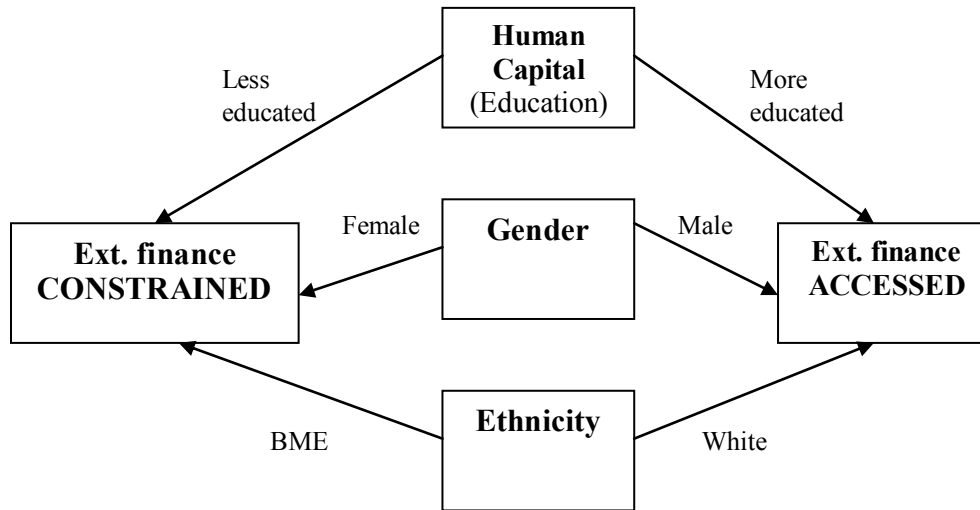 Human
Capital
(Education)
Less
educated
More
educated
Female
Gender
Male
Ext. finance
CONSTRAINED
Ext. finance
ACCESSED
Ethnicity
BME
White